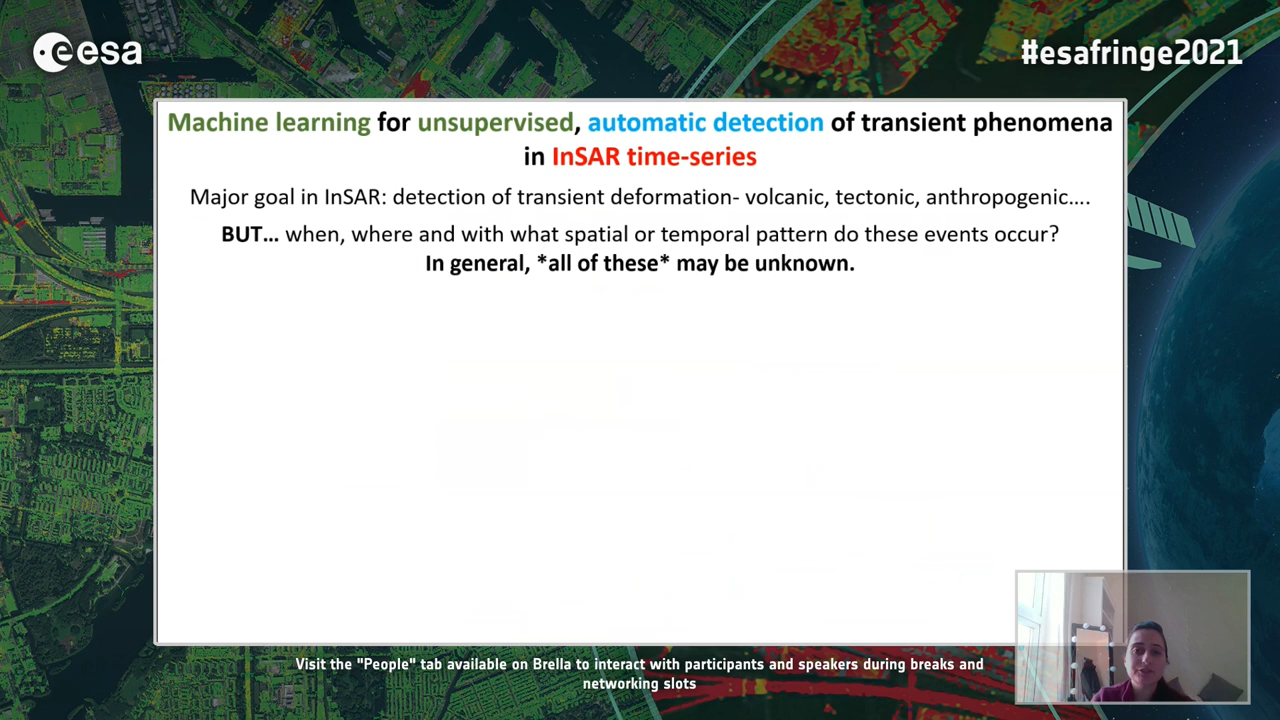 esa
#esafringe2021
Machine learning for unsupervised, automatic detection of transient phenomena
in InSAR time-series
Major goal in InSAR: detection of transient deformation- volcanic, tectonic, anthropogenic....
BUT... when, where and with what spatial or temporal pattern do these events occur?
In general, *all of these* may be unknown.
Visit the "People" tab available on Brella to interact with participants and speakers during breaks and
networking slots